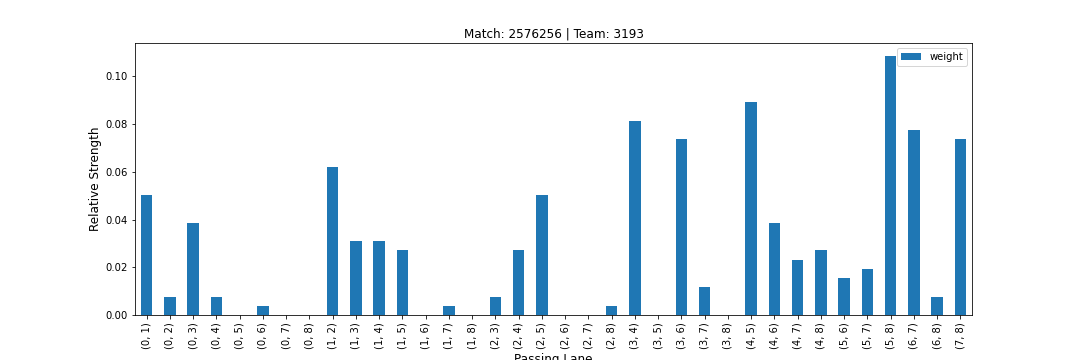 Match: 2576256 | Team: 3193
weight
Relative Strength
0.10
0.08
0.06
0.04
0.02
0.00
(0, 1) (0, 2) (0, 3) (0, 4) (0, 5) (0, 6) (0, 7) (0, 8) (1, 2) (1, 3) (1, 4) (1, 5) (1, 6) (1, 7) (1, 8) (2, 3) (2, 4) (2, 5) (2, 6) (2, 7) (2, 8) (3, 4) (3, 5) (3, 6) (3, 7) (3, 8) (4, 5) (4, 6) (4, 7) (4, 8) (5, 6) (5, 7) (5, 8) (6, 7) (6, 8) (7, 8)
Passing Lane